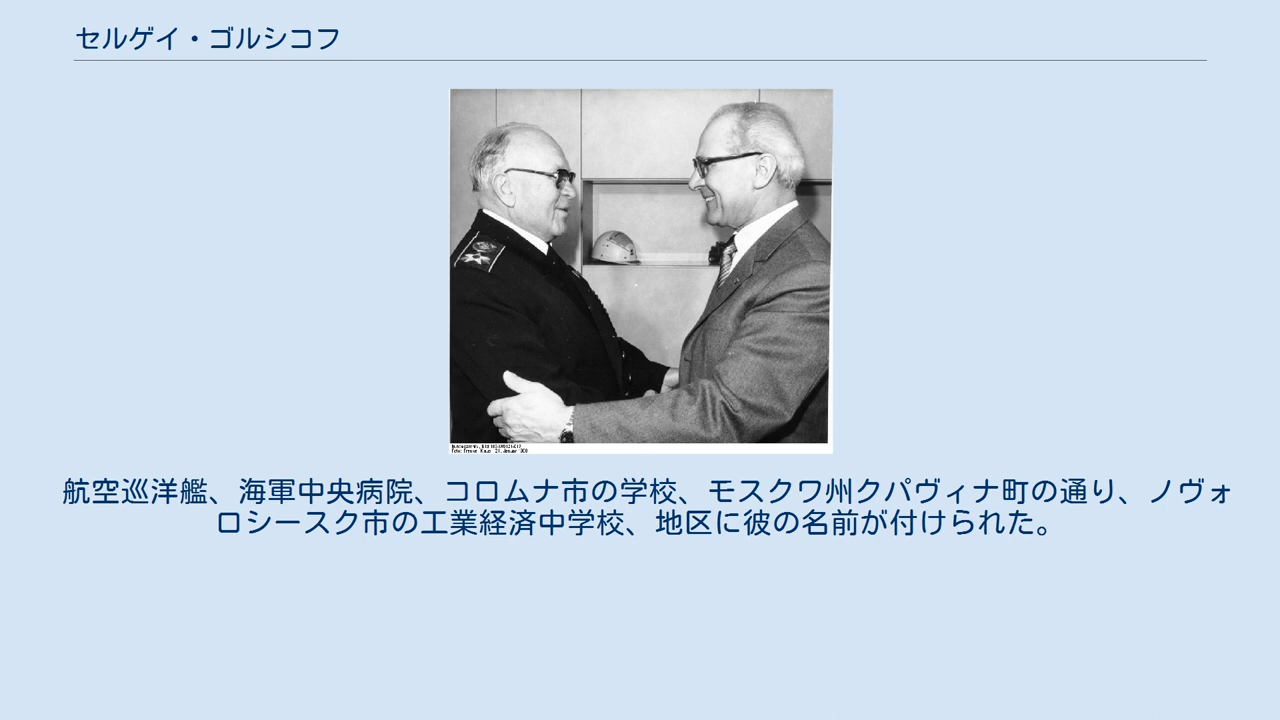 セルゲイ・ゴルシコフ
航空巡洋艦、海軍中央病院、コロムナ市の学校、モスクワ州クパヴィナ町の通り、ノヴォ
ロシースク市の工業経済中学校、地区に彼の名前が付けられた。